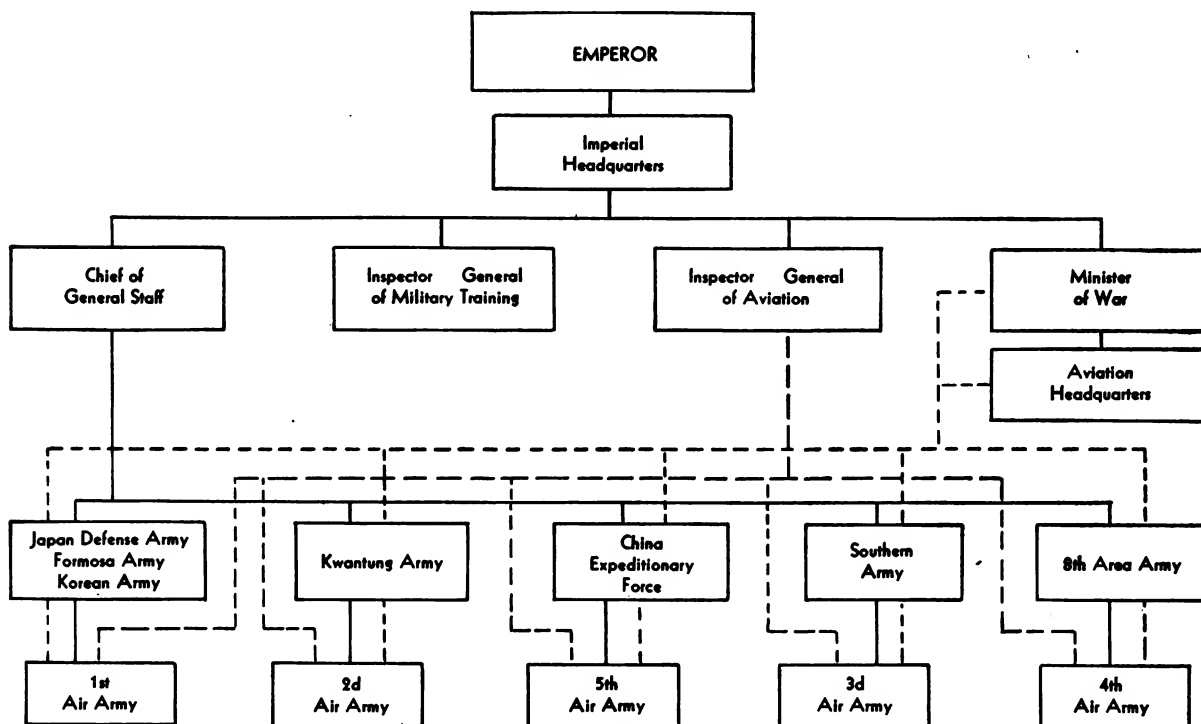 EMPEROR
Imperial
Headquarters
Chief of
General Staff
Inspector General
of Military Training
Inspector General
of Aviation
Minister
of War
Aviation
Headquarters
Japan Defense Army
Formosa Army
Korean Army
Kwantung Army
China
Expeditionary
Force
Southern
Army
8th Area Army
1st
Air Army
2d
Air Army
5th
Air Army
3d
Air Army
4th
Air Army